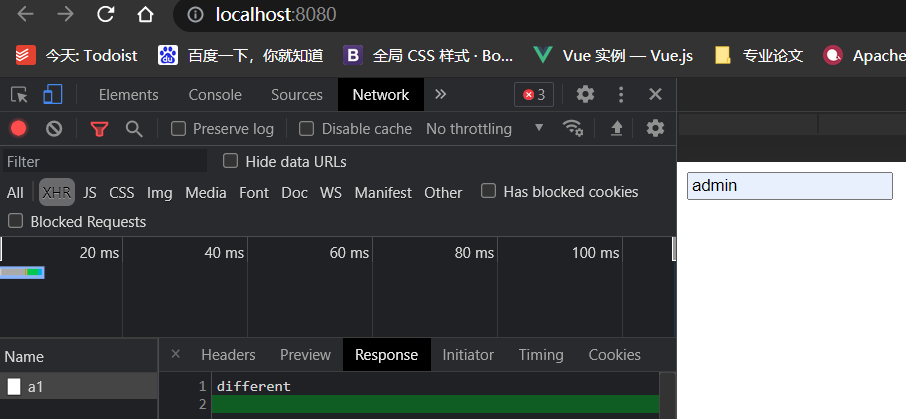 localhost:8080
今天: Todoist 百度一下，你就知道 B 全局 CSS 样式 · Bo... Vue 实例 — Vue.js 专业论文 Apache
Elements Console Sources Network » 3
Preserve log Disable cache No throttling
Filter Hide data URLs
All XHR JS CSS Img Media Font Doc WS Manifest Other Has blocked cookies
Blocked Requests
20 ms 40 ms 60 ms 80 ms 100 ms
Name × Headers Preview Response Initiator Timing Cookies
a1
1 different
2
admin